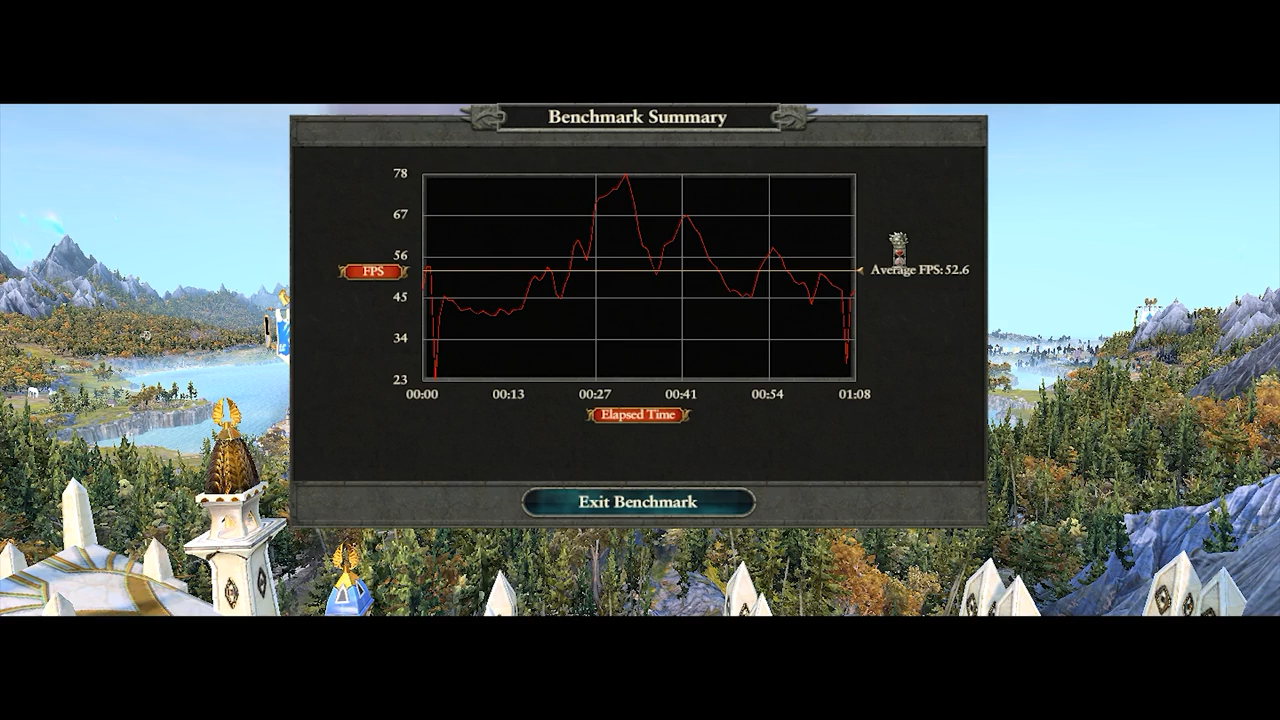 Benchmark Summary
78
67
56
FPS
Average FPS: 52.6
45
34
23
00:00 00:13 00:27 00:41 00:54 01:08
Elapsed Time
Exit Benchmark